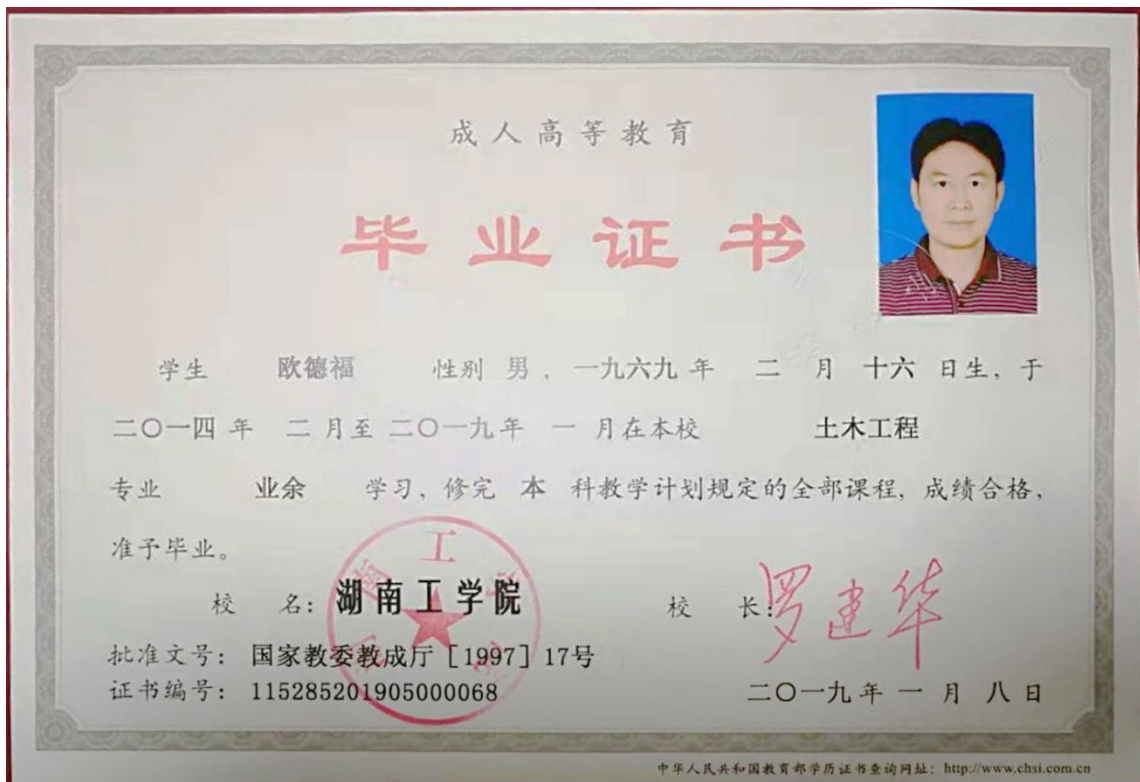 成人高等教育
毕业证书
学生 欧德福 性别 男，一九六九年 二 月 十六 日生，于
二〇一四年 二月至二〇一九年 一 月在本校 土木工程
专业 业余 学习，修完 本 科教学计划规定的全部课程，成绩合格，
准予毕业。
校 名：湖南工学院 校 长：罗建华
批准文号：国家教委教成厅［1997］17号
证书编号：115285201905000068 二〇一九年 一 月 八 日
中华人民共和国教育部学历证书查询网址：http://www.chsi.com.cn